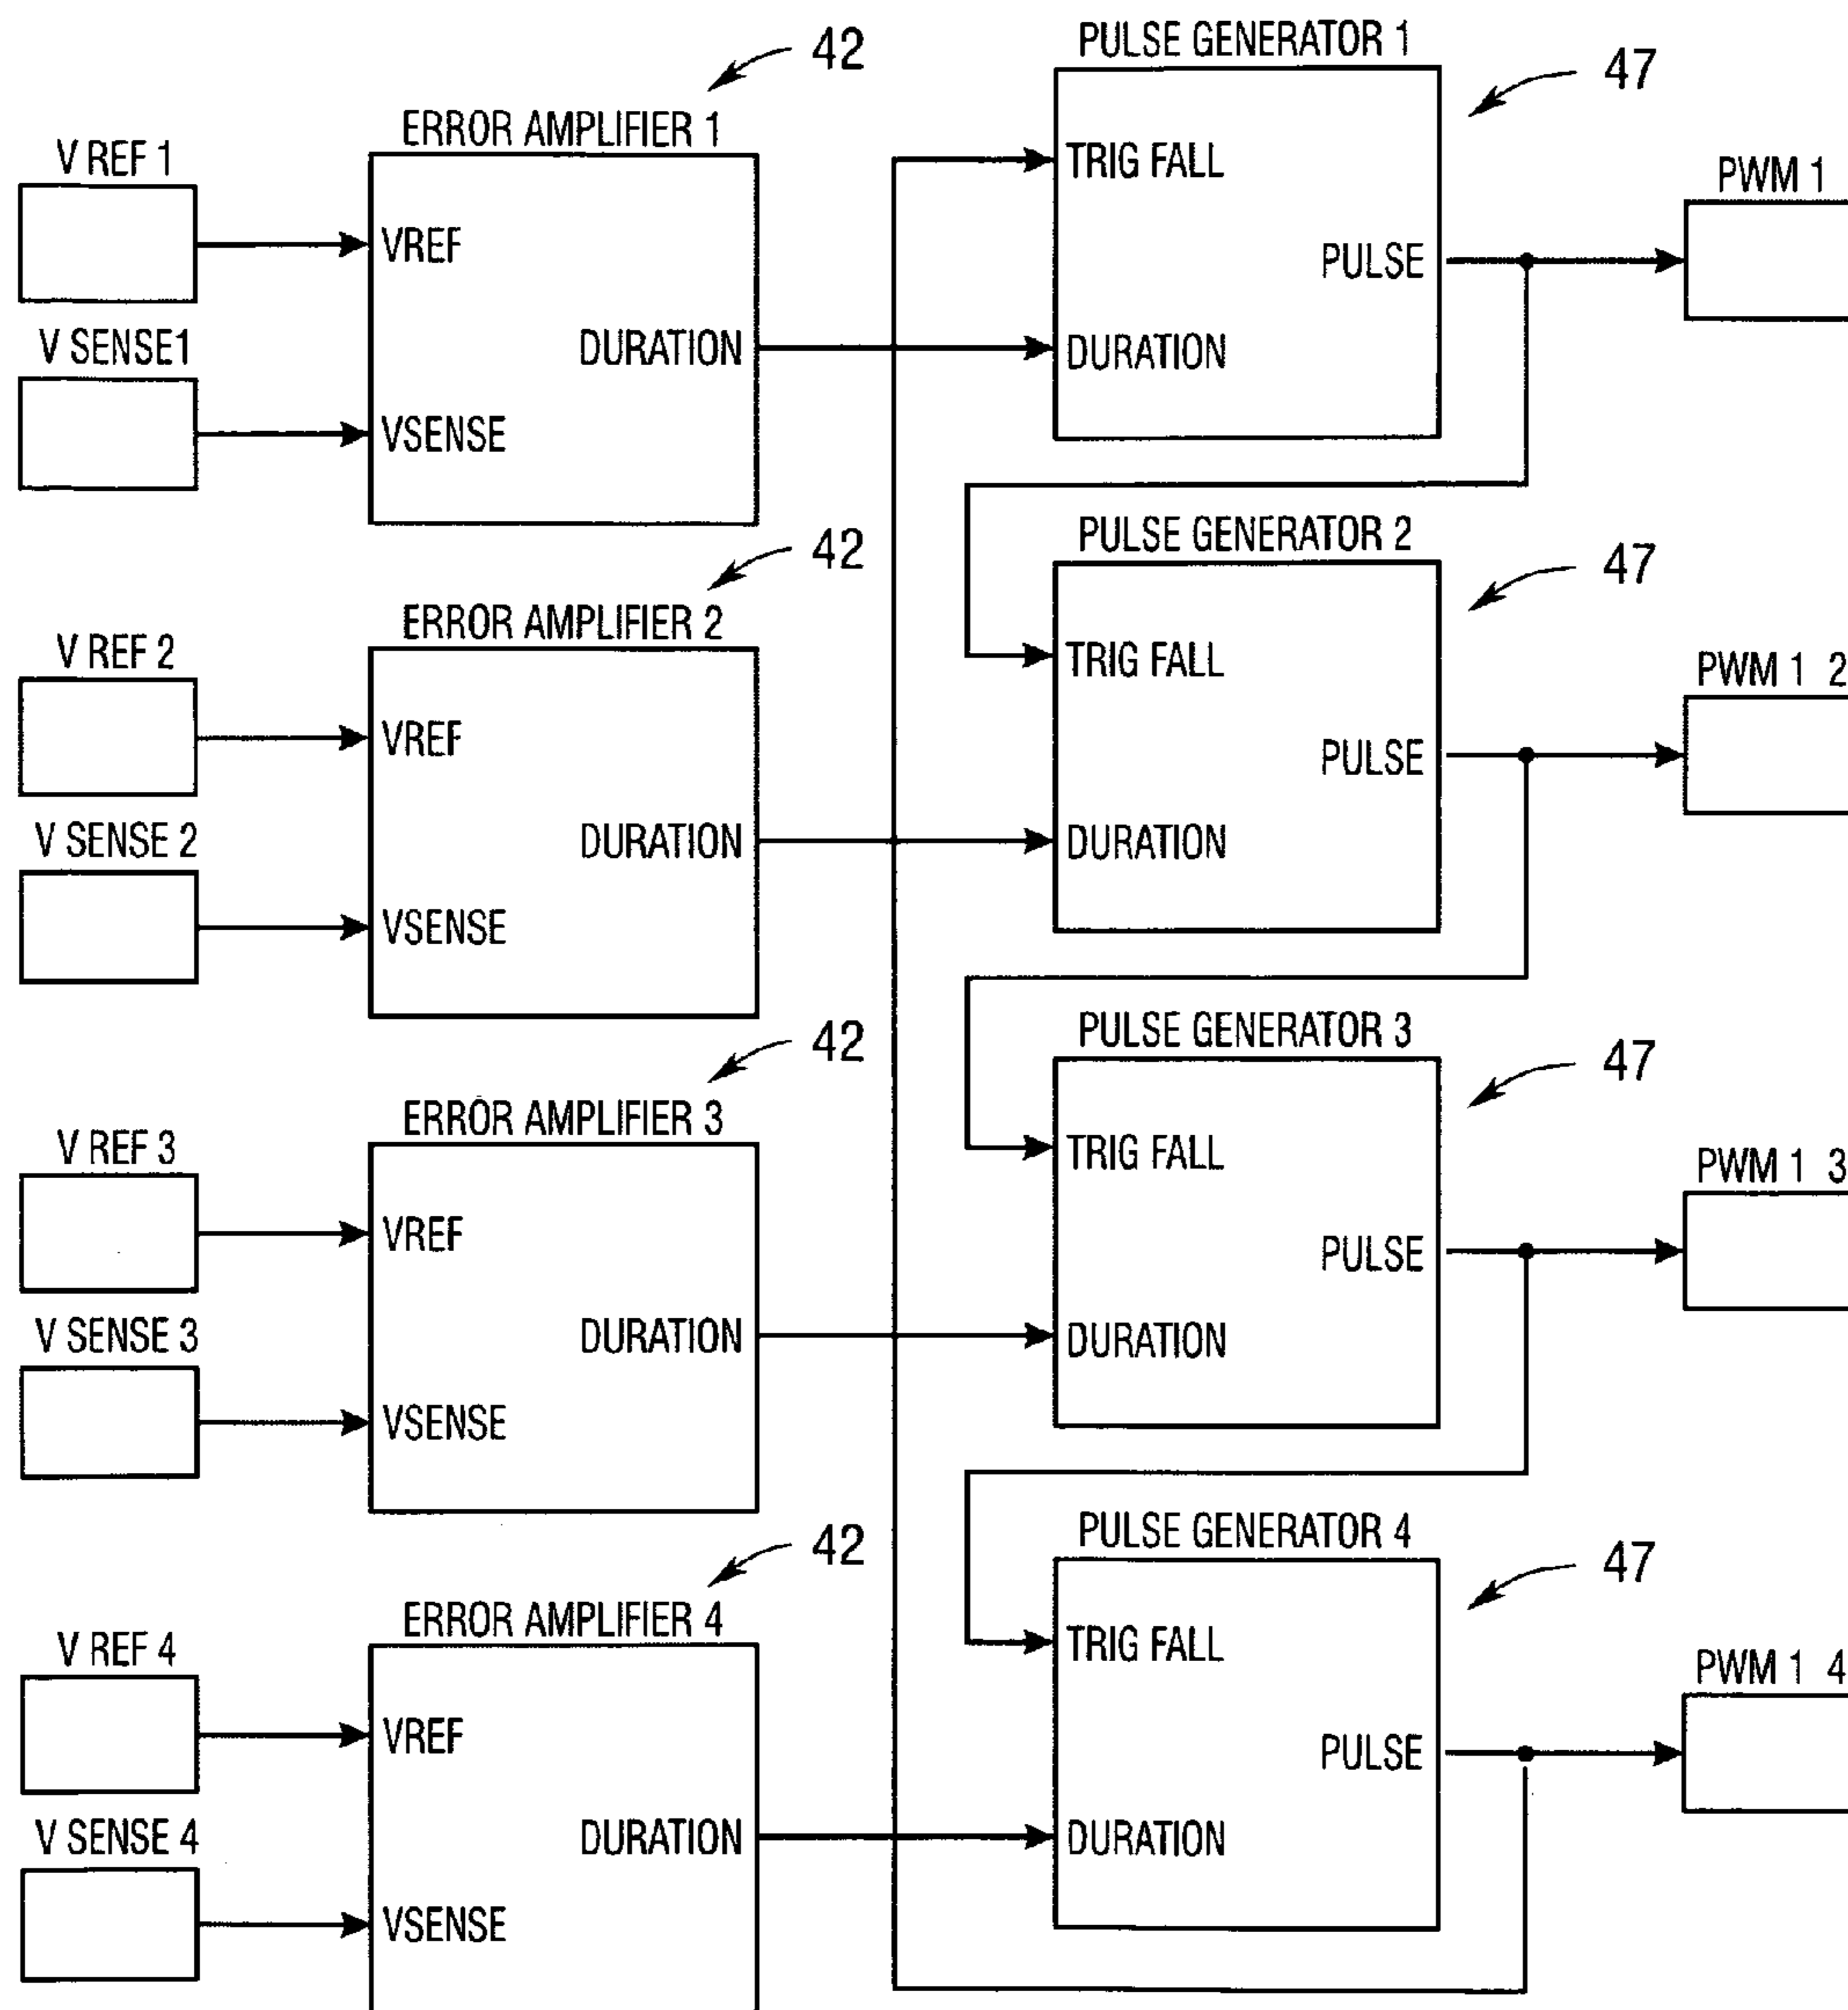 42
PULSE GENERATOR 1
47
ERROR AMPLIFIER 1
V REF 1
TRIG FALL
PWM 1
VREF
PULSE
V SENSE1
DURATION
DURATION
VSENSE
42
PULSE GENERATOR 2
47
ERROR AMPLIFIER 2
V REF 2
TRIG FALL
PWM 1 2
VREF
PULSE
V SENSE 2
DURATION
DURATION
VSENSE
42
PULSE GENERATOR 3
47
ERROR AMPLIFIER 3
V REF 3
TRIG FALL
PWM 1 3
VREF
PULSE
V SENSE 3
DURATION
DURATION
VSENSE
42
PULSE GENERATOR 4
47
ERROR AMPLIFIER 4
V REF 4
TRIG FALL
PWM 1 4
VREF
PULSE
V SENSE 4
DURATION
DURATION
VSENSE